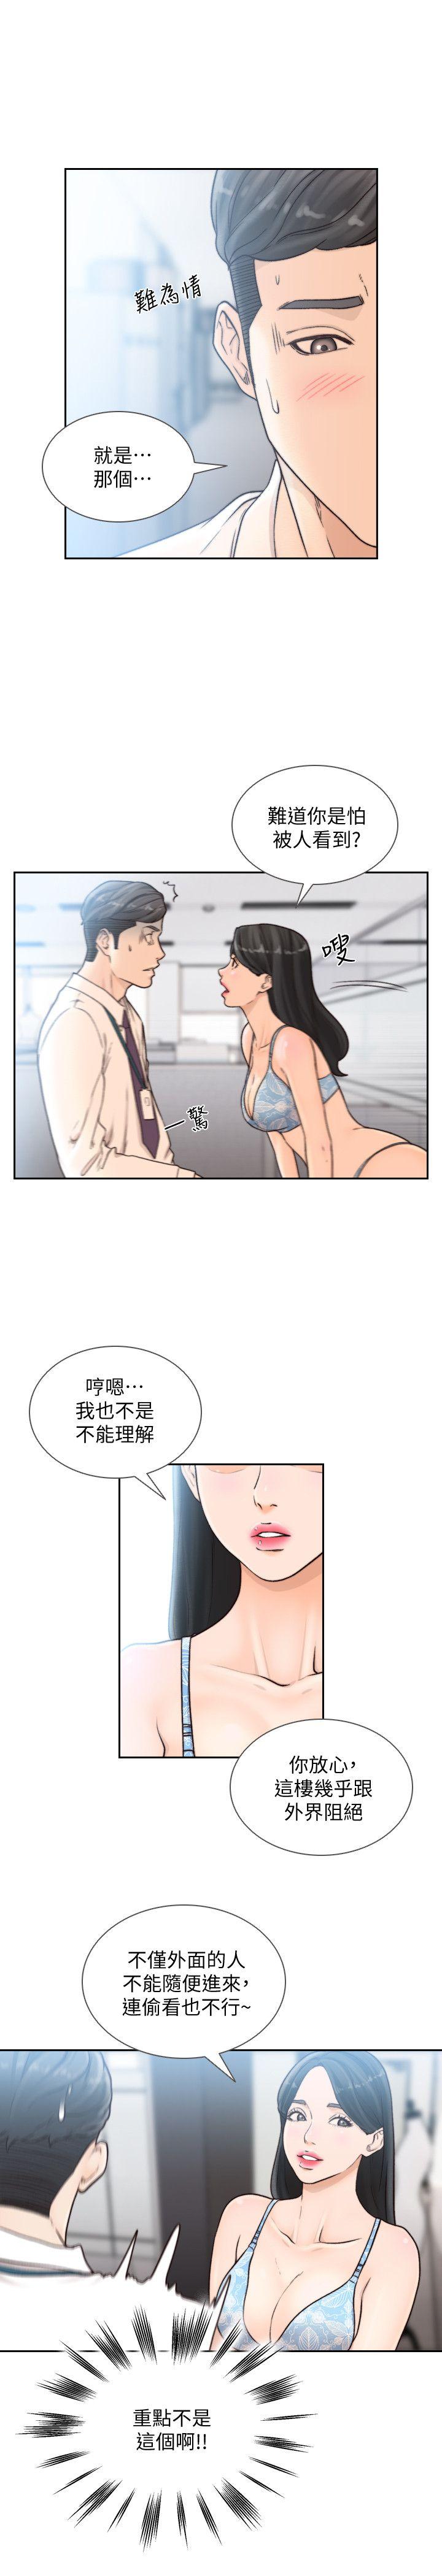 難為情
就是…
那個…
難道你是怕
被人看到?
嗖
一驚
哼嗯…
我也不是
不能理解
你放心,
這樓幾乎跟
外界阻絕
不僅外面的人
不能隨便進來,
連偷看也不行~
重點不是
這個啊!!